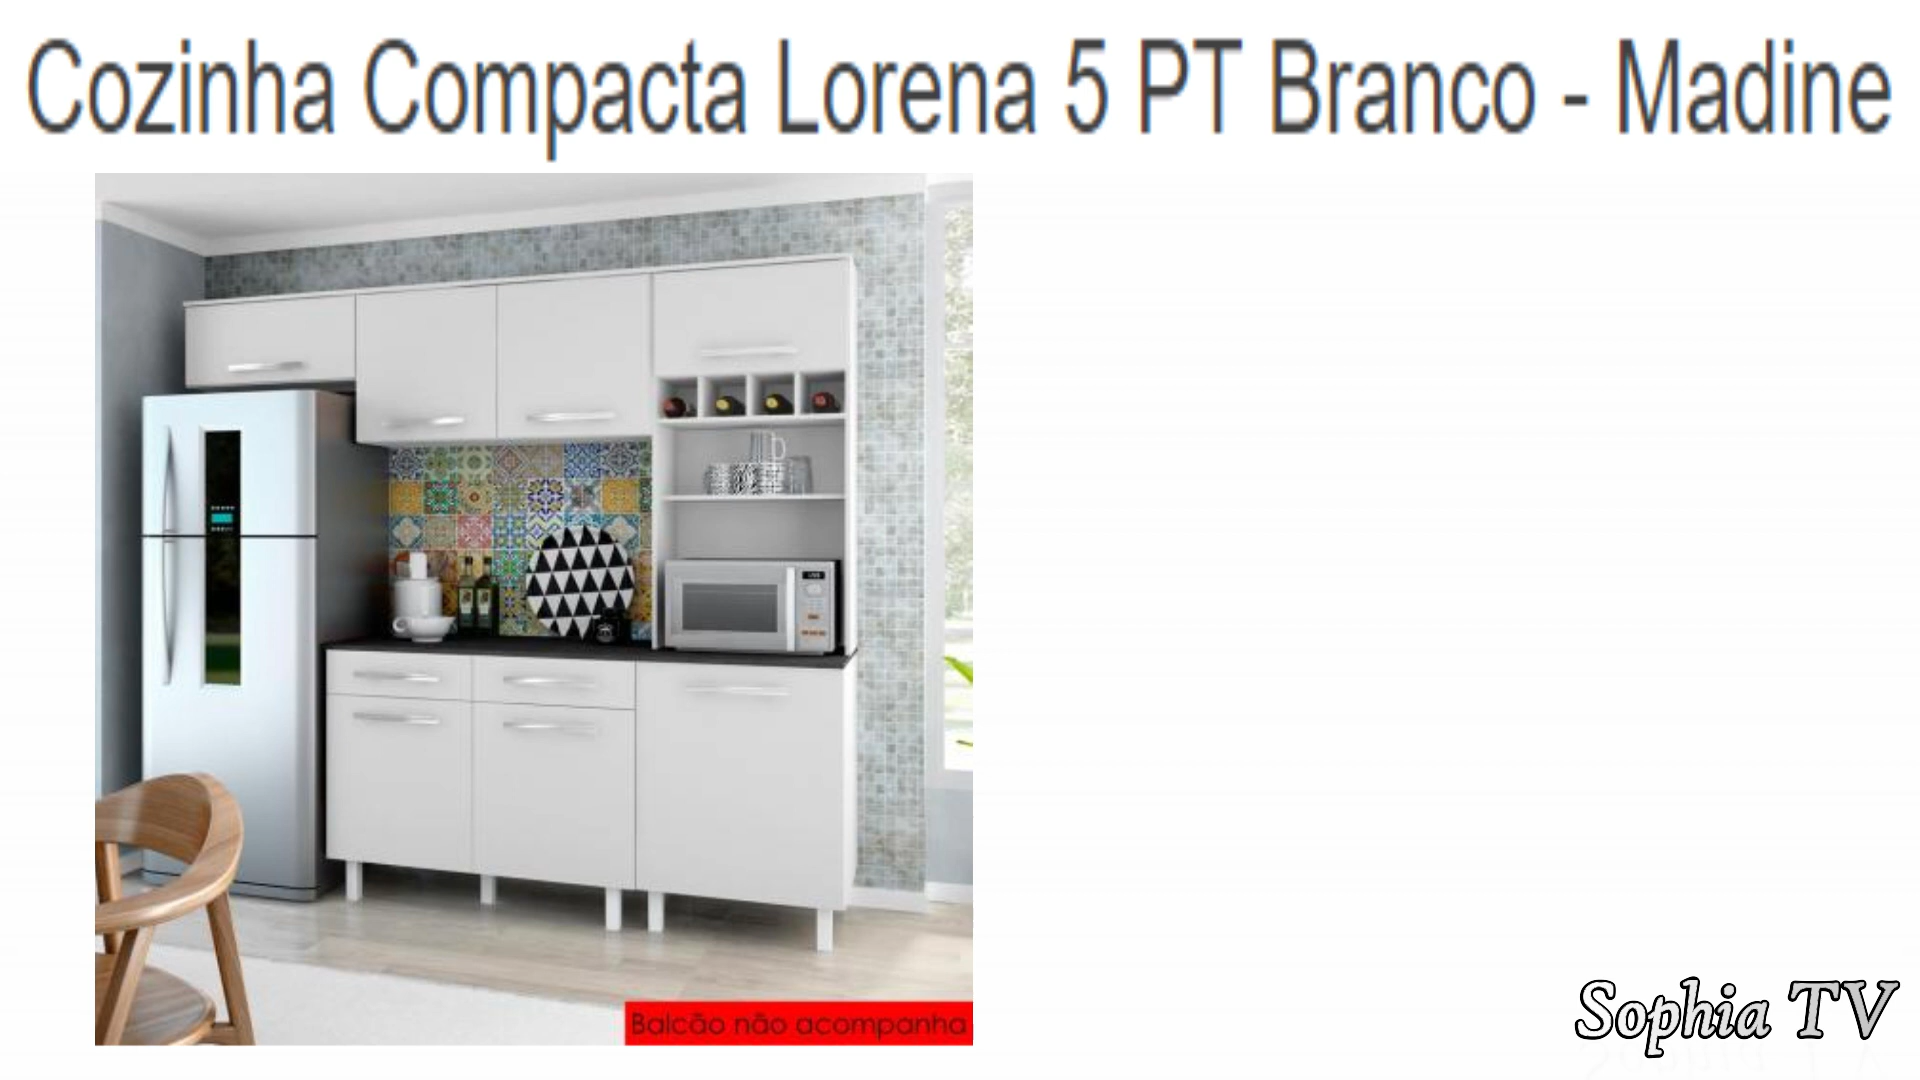 Cozinha Compacta Lorena 5 PT Branco - Madine
Balcão não acompanha
Sophia TV